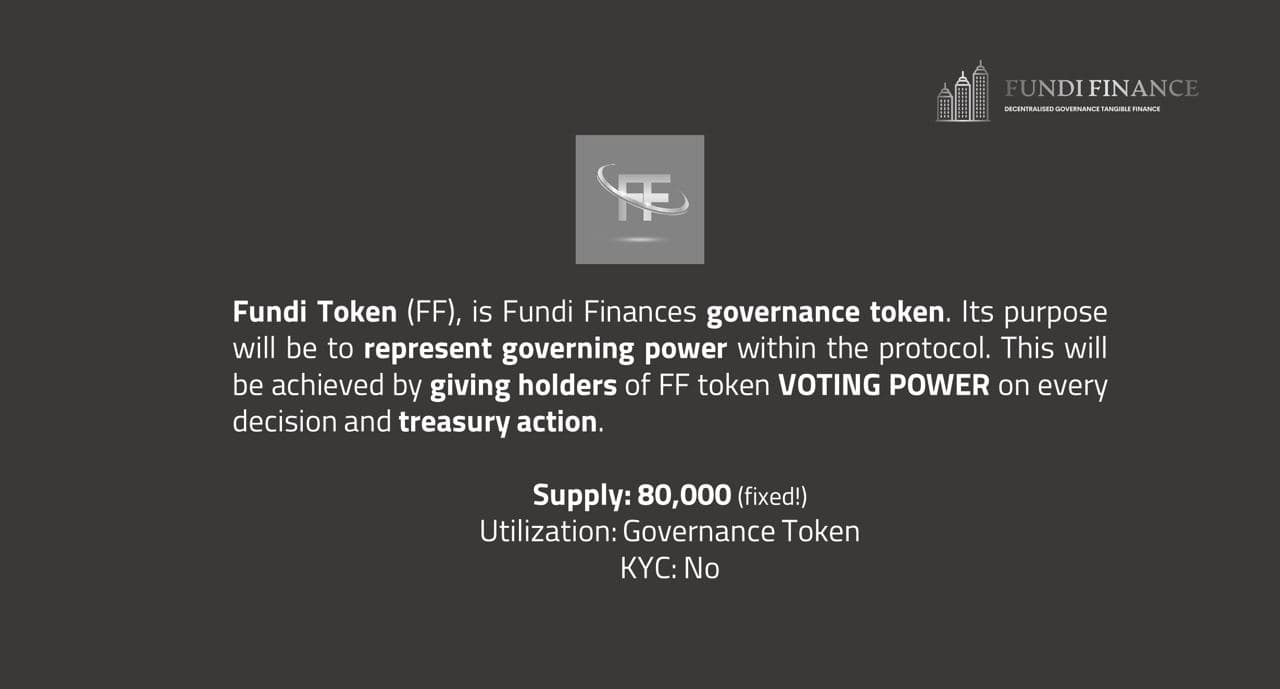 FUNDI FINANCE
DECENTRALISED GOVERNANCE TANGIBLE FINANCE
FF
Fundi Token (FF), is Fundi Finances governance token. Its purpose
will be to represent governing power within the protocol. This will
be achieved by giving holders of FF token VOTING POWER on every
decision and treasury action.
Supply: 80,000 (fixed!)
Utilization: Governance Token
KYC: No